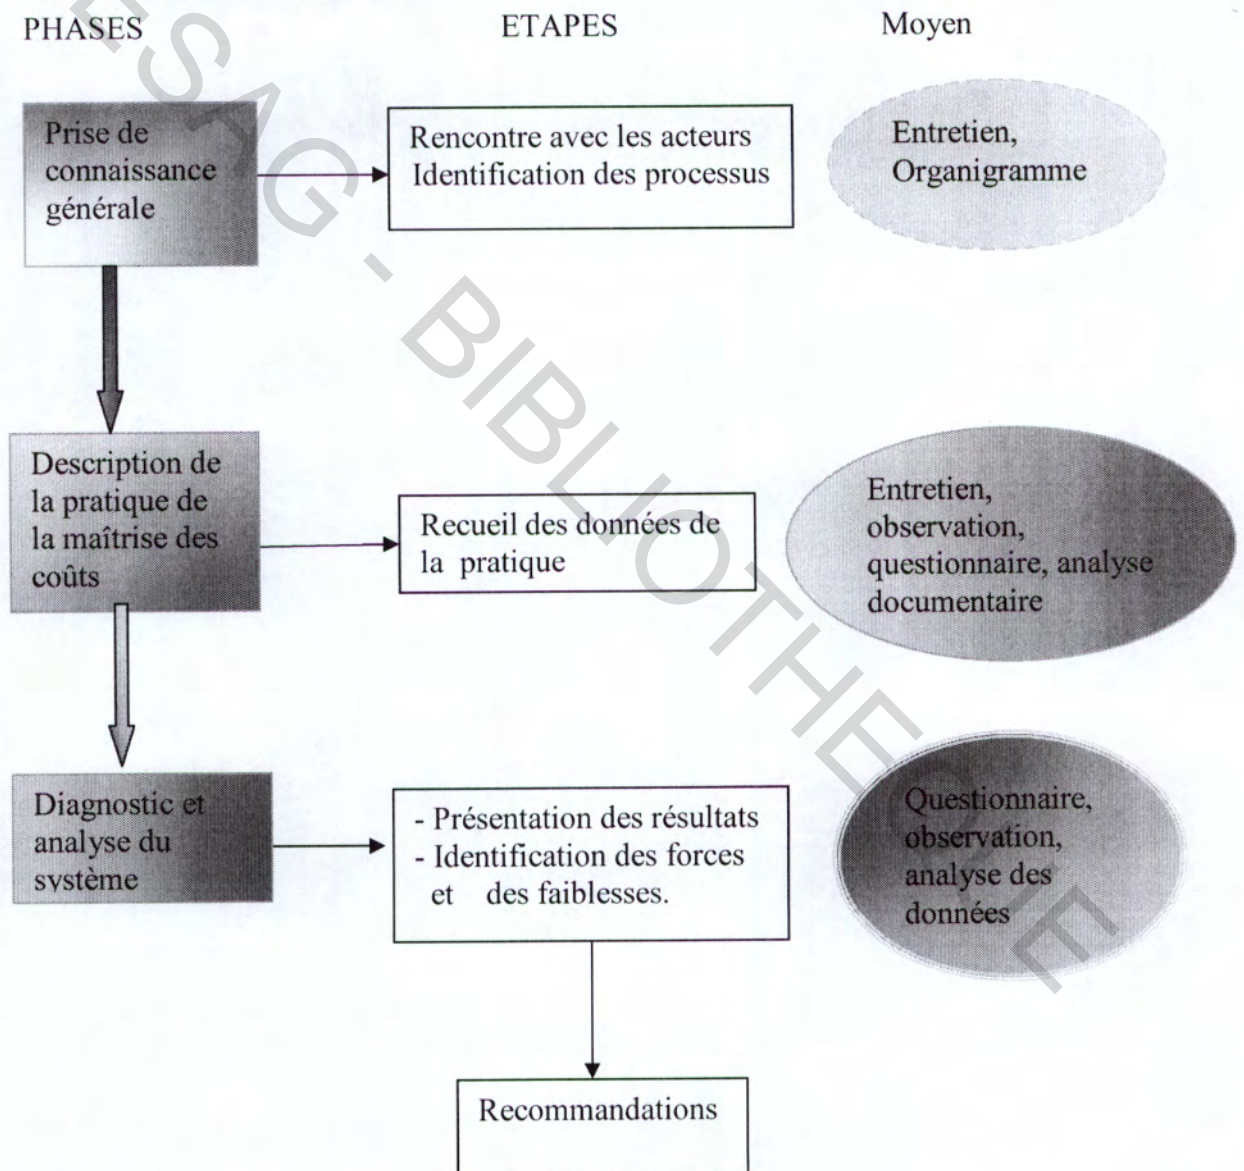 PHASES
ETAPES
Moyen
Prise de
connaissance
générale
Rencontre avec les acteurs
Identification des processus
Entretien,
Organigramme
Description de
la pratique de
la maîtrise des
coûts
Recueil des données de
la pratique
Entretien,
observation,
questionnaire, analyse
documentaire
Diagnostic et
analyse du
système
- Présentation des résultats
- Identification des forces
et des faiblesses.
Questionnaire,
observation,
analyse des
données
Recommandations
ESAG - BIBLIOTHEQUE